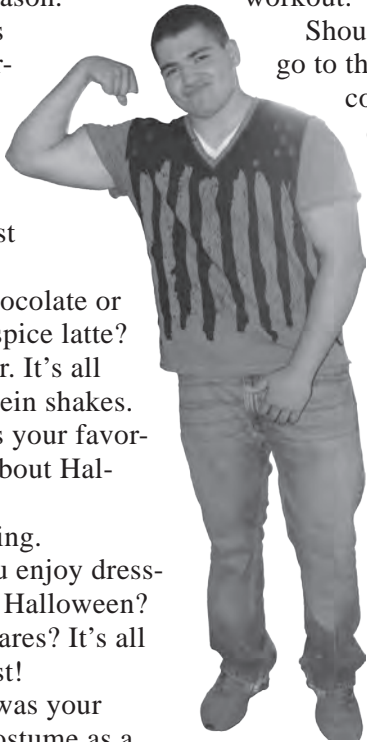 ason.
s
r-
st
ocolate or
spice latte?
r. It's all
ein shakes.
s your favor-
bout Hal-
ing.
u enjoy dress-
Halloween?
ares? It's all
st!
was your
ostume as a
workout?
Shou
go to th
co